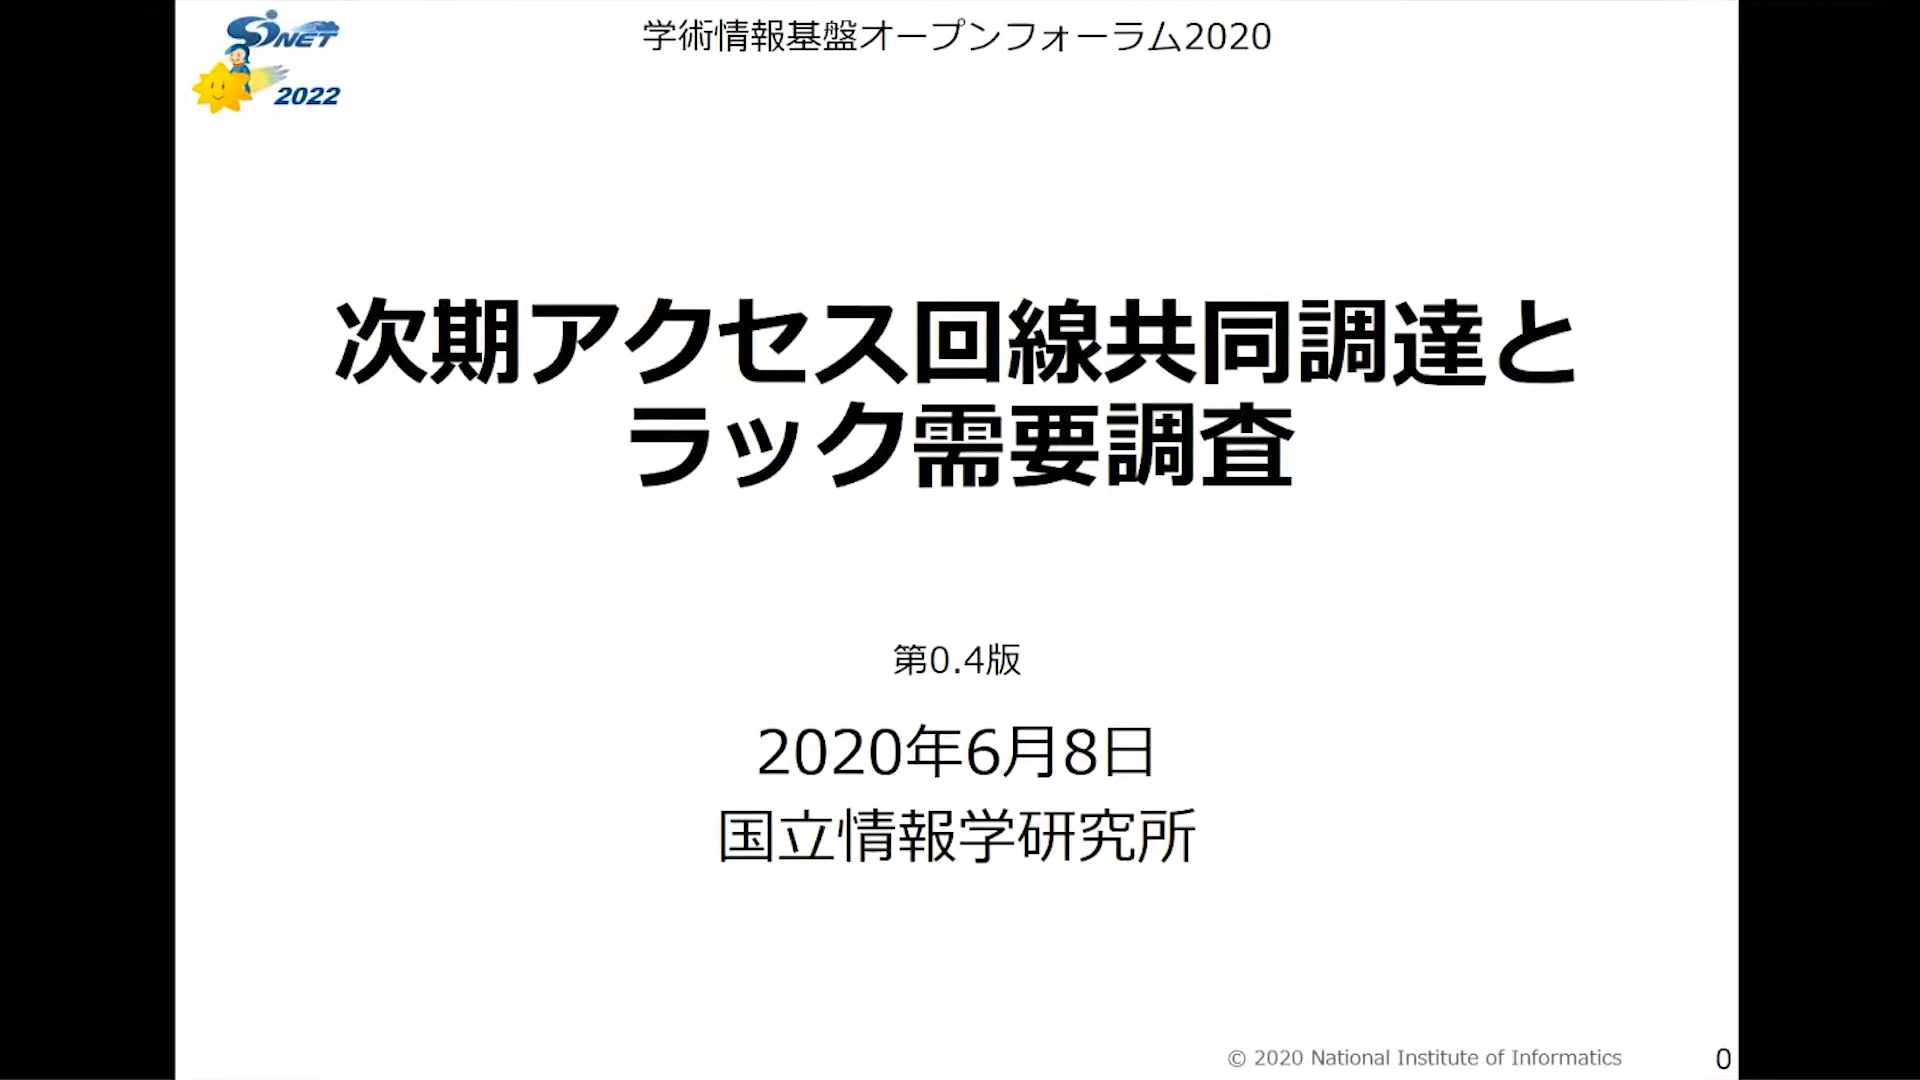 SINET
2022
学術情報基盤オープンフォーラム2020
次期アクセス回線共同調達と
ラック需要調査
第0.4版
2020年6月8日
国立情報学研究所
© 2020 National Institute of Informatics
0